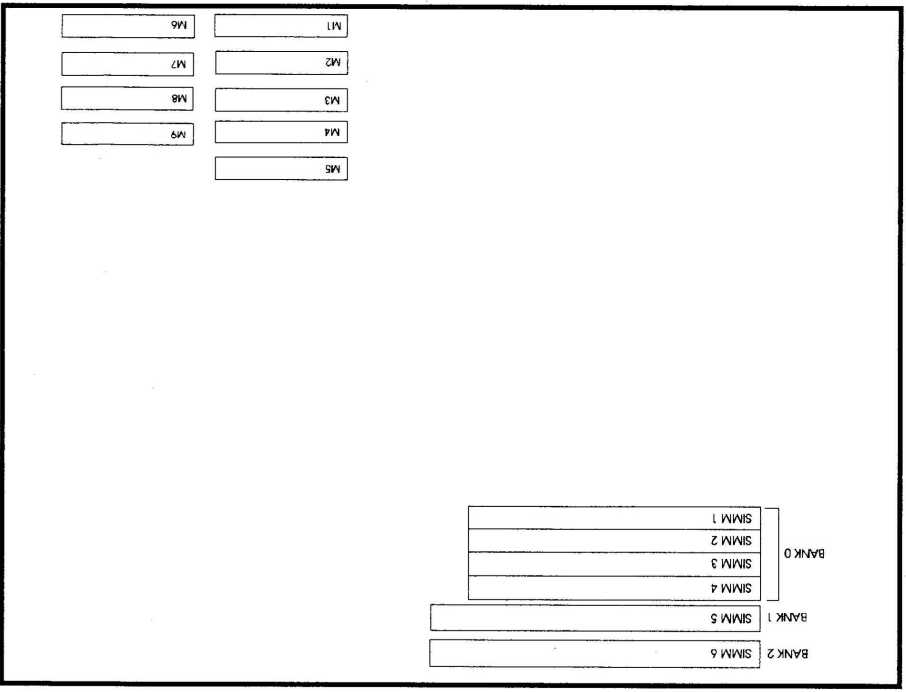 BANK 2 SIMM 6
BANK 1 SIMM 5
SIMM 4
SIMM 3
BANK 0
SIMM 2
SIMM 1
M5
M4 M9
M3 M8
M2 M7
M1 M6